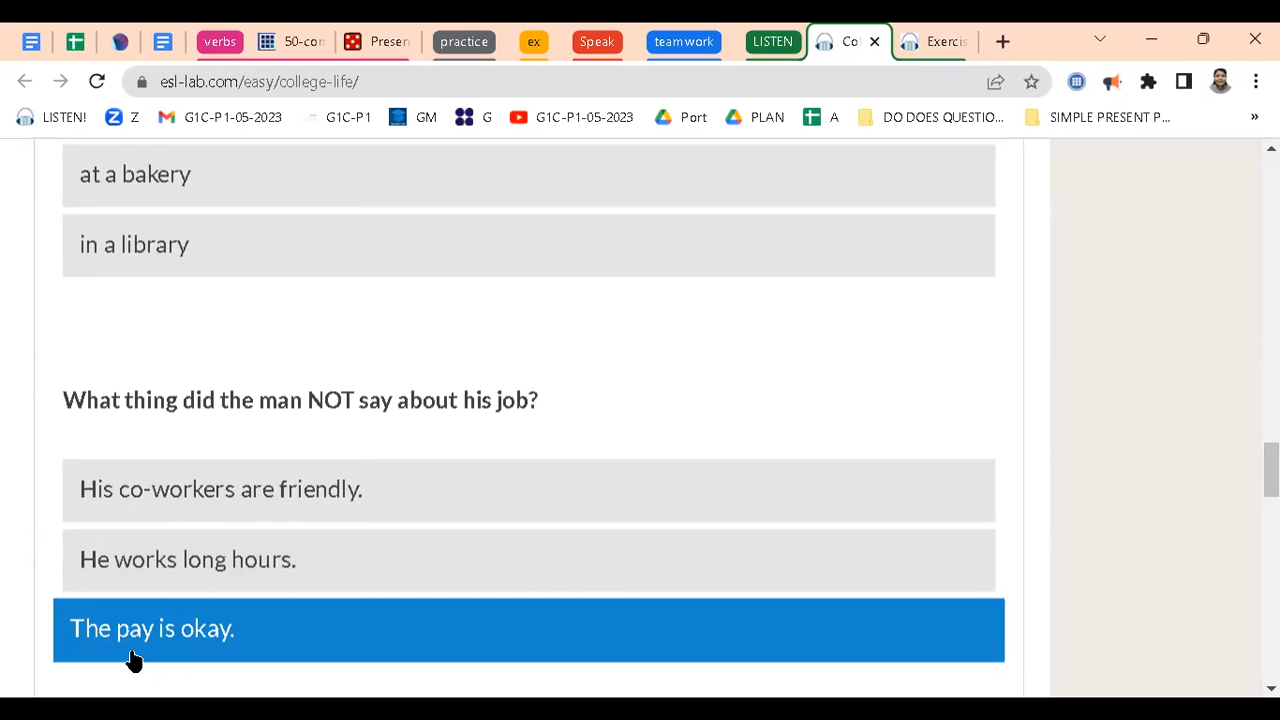 verbs
50-cor
Presen
practice
ex
Speak
teamwork
LISTEN
Col
Exercis
esl-lab.com/easy/college-life/
LISTEN!
Z
G1C-P1-05-2023
G1C-P1
GM
G
G1C-P1-05-2023
Port
PLAN
A
DO DOES QUESTIO...
SIMPLE PRESENT P...
at a bakery
in a library
What thing did the man NOT say about his job?
His co-workers are friendly.
He works long hours.
The pay is okay.